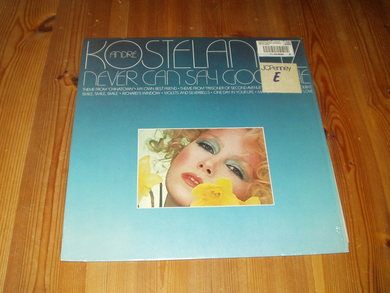 ANDRÉ
KOSTELANETZ
NEVER CAN SAY GOODBYE
JCPenney
E
THEME FROM "CHINATOWN" • MY OWN BEST FRIEND • THEME FROM "PRISONER OF SECOND AVENUE"
SMILE, SMILE, SMILE • RICHARD'S WINDOW • VIOLETS AND SILVERBELLS • ONE DAY IN YOUR LIFE